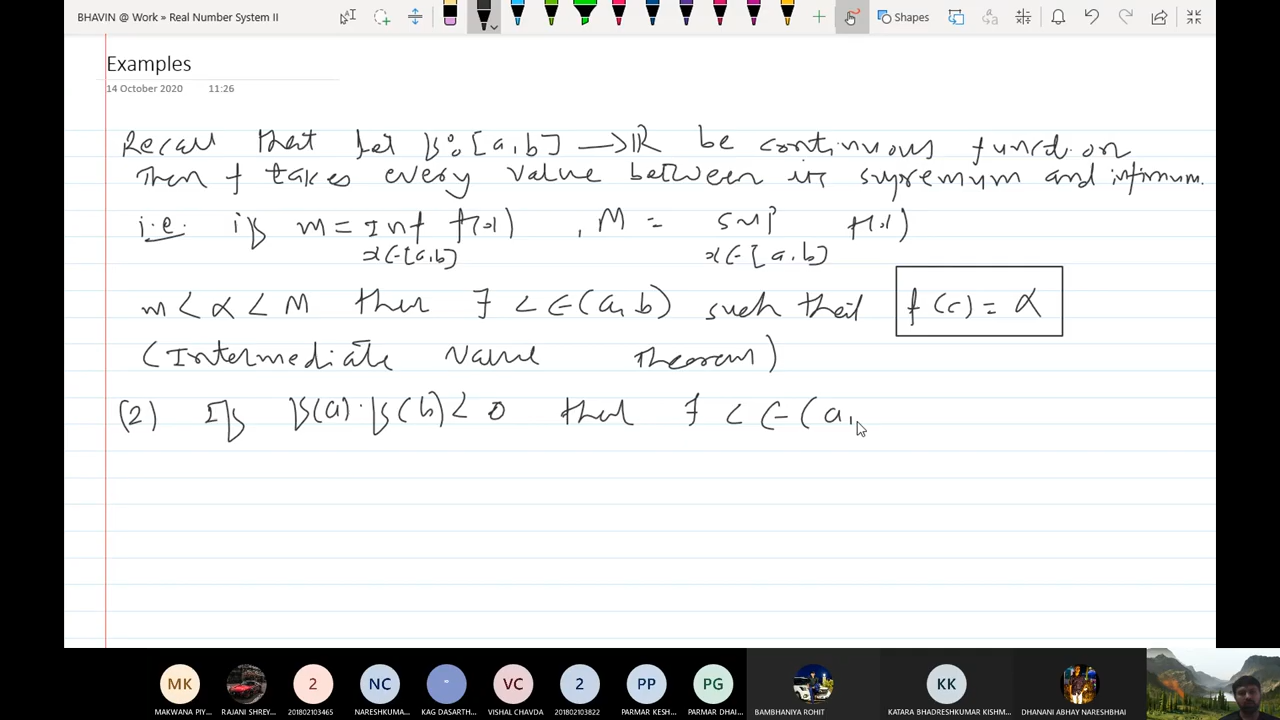 BHAVIN @ Work » Real Number System II
Shapes
Examples
14 October 2020 11:26
Recall that let f: [a,b] → ℝ be continuous function
Then f takes every value between its supremum and infimum.
i.e. if m = Inf f(x) , M = sup f(x)
x∈[a,b] x∈[a,b]
m < α < M then ∃ c ∈ (a,b) such that f(c) = α
(Intermediate Value Theorem)
(2) If f(a)·f(b) < 0 then ∃ c ∈ (a,
MK RS 2 NC " VC 2 PP PG KK
MAKWANA PIY... RAJANI SHREY... 201802103465 NARESHKUMA... KAG DASARTH... VISHAL CHAVDA 201802103822 PARMAR KESH... PARMAR DHAI... BAMBHANIYA ROHIT KATARA BHADRESHKUMAR KISHM... DHANANI ABHAY NARESHBHAI